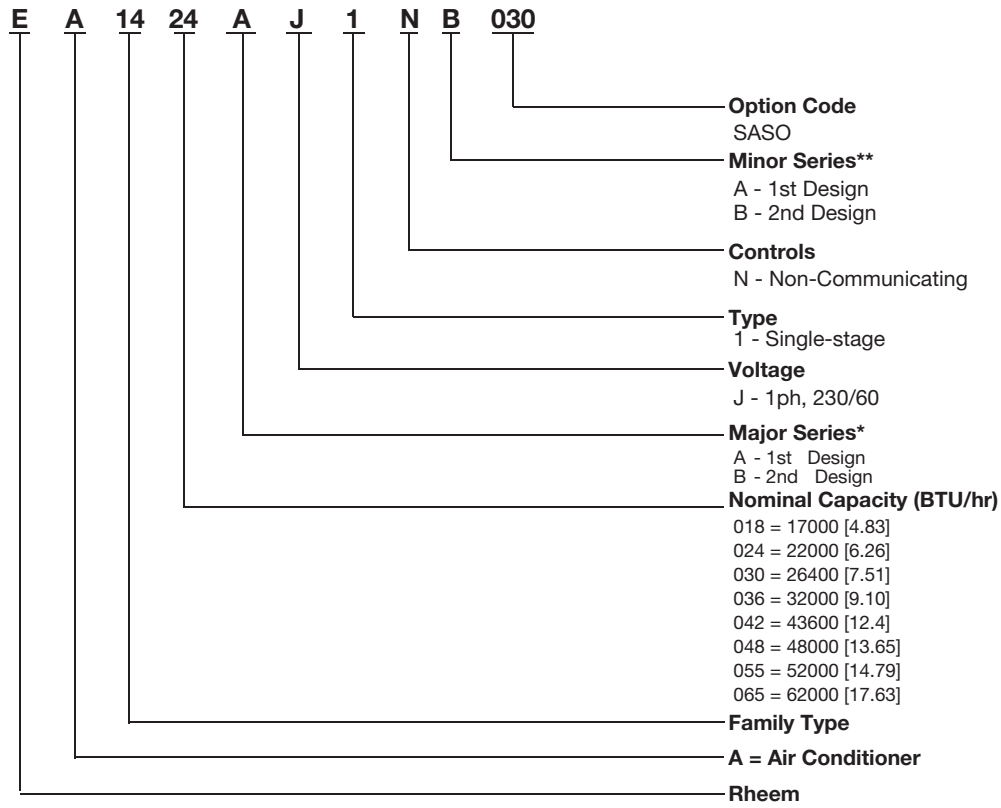 E A 14 24 A J 1 N B 030
Option Code
SASO
Minor Series**
A - 1st Design
B - 2nd Design
Controls
N - Non-Communicating
Type
1 - Single-stage
Voltage
J - 1ph, 230/60
Major Series*
A - 1st Design
B - 2nd Design
Nominal Capacity (BTU/hr)
018 = 17000 [4.83]
024 = 22000 [6.26]
030 = 26400 [7.51]
036 = 32000 [9.10]
042 = 43600 [12.4]
048 = 48000 [13.65]
055 = 52000 [14.79]
065 = 62000 [17.63]
Family Type
A = Air Conditioner
Rheem